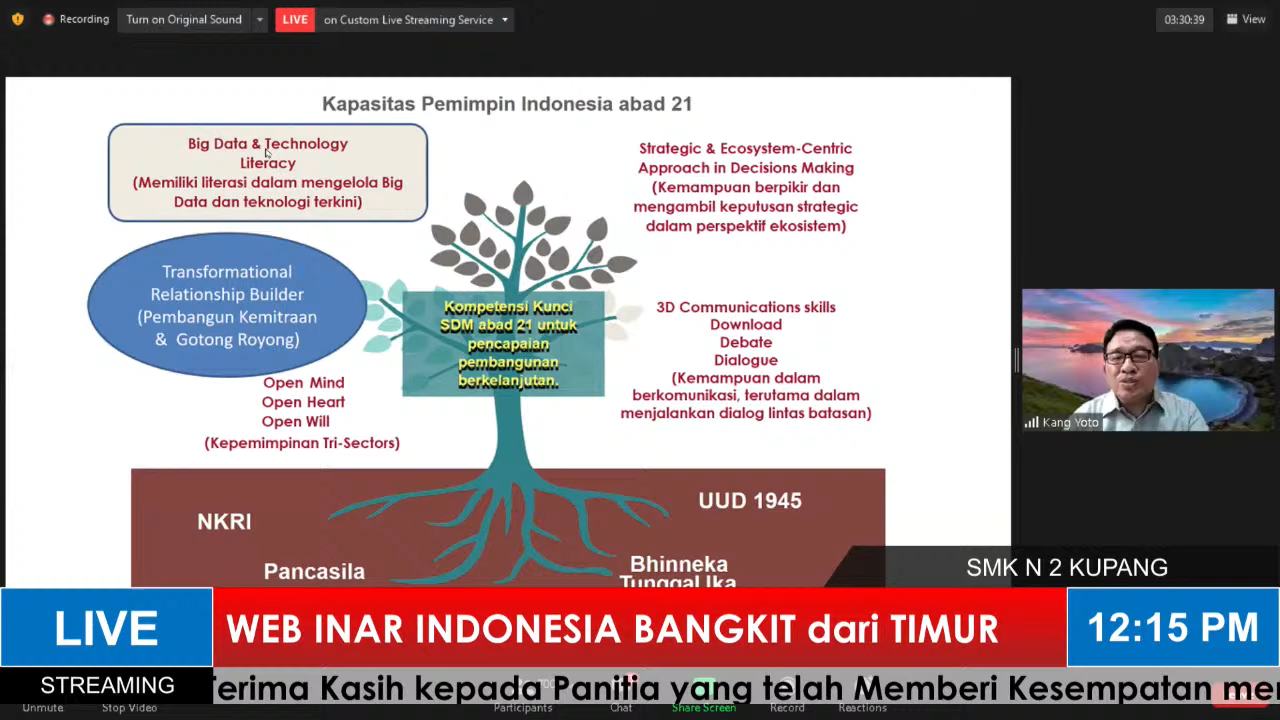 Recording
Turn on Original Sound
LIVE
on Custom Live Streaming Service
03:30:39
View
Kapasitas Pemimpin Indonesia abad 21
Big Data & Technology
Literacy
(Memiliki literasi dalam mengelola Big
Data dan teknologi terkini)
Strategic & Ecosystem-Centric
Approach in Decisions Making
(Kemampuan berpikir dan
mengambil keputusan strategic
dalam perspektif ekosistem)
Transformational
Relationship Builder
(Pembangun Kemitraan
& Gotong Royong)
Kompetensi Kunci
SDM abad 21 untuk
pencapaian
pembangunan
berkelanjutan.
3D Communications skills
Download
Debate
Dialogue
(Kemampuan dalam
berkomunikasi, terutama dalam
menjalankan dialog lintas batasan)
Open Mind
Open Heart
Open Will
(Kepemimpinan Tri-Sectors)
Kang Yoto
NKRI
UUD 1945
Pancasila
Bhinneka
Tunggal Ika
SMK N 2 KUPANG
LIVE
WEB INAR INDONESIA BANGKIT dari TIMUR
12:15 PM
STREAMING
Terima Kasih kepada Panitia yang telah Memberi Kesempatan me
Unmute
Stop Video
Participants
Chat
Share Screen
Record
Reactions